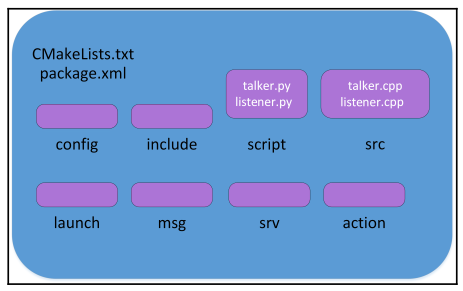 CMakeLists.txt
package.xml
talker.py
listener.py
talker.cpp
listener.cpp
config
include
script
src
launch
msg
srv
action